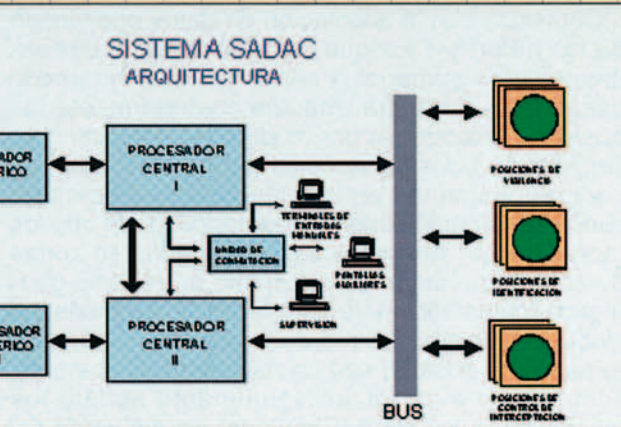 SISTEMA SADAC
ARQUITECTURA
PROCESADOR
CENTRAL
I
TERMINALES DE
ENTRADAS
MANUALES
UNIDAD DE
CONMUTACION
PANTALLAS
AUXILIARES
SUPERVISION
PROCESADOR
CENTRAL
II
BUS
POSICIONES DE
VIGILANCIA
POSICIONES DE
IDENTIFICACION
POSICIONES DE
CONTROL DE
INTERCEPTACION